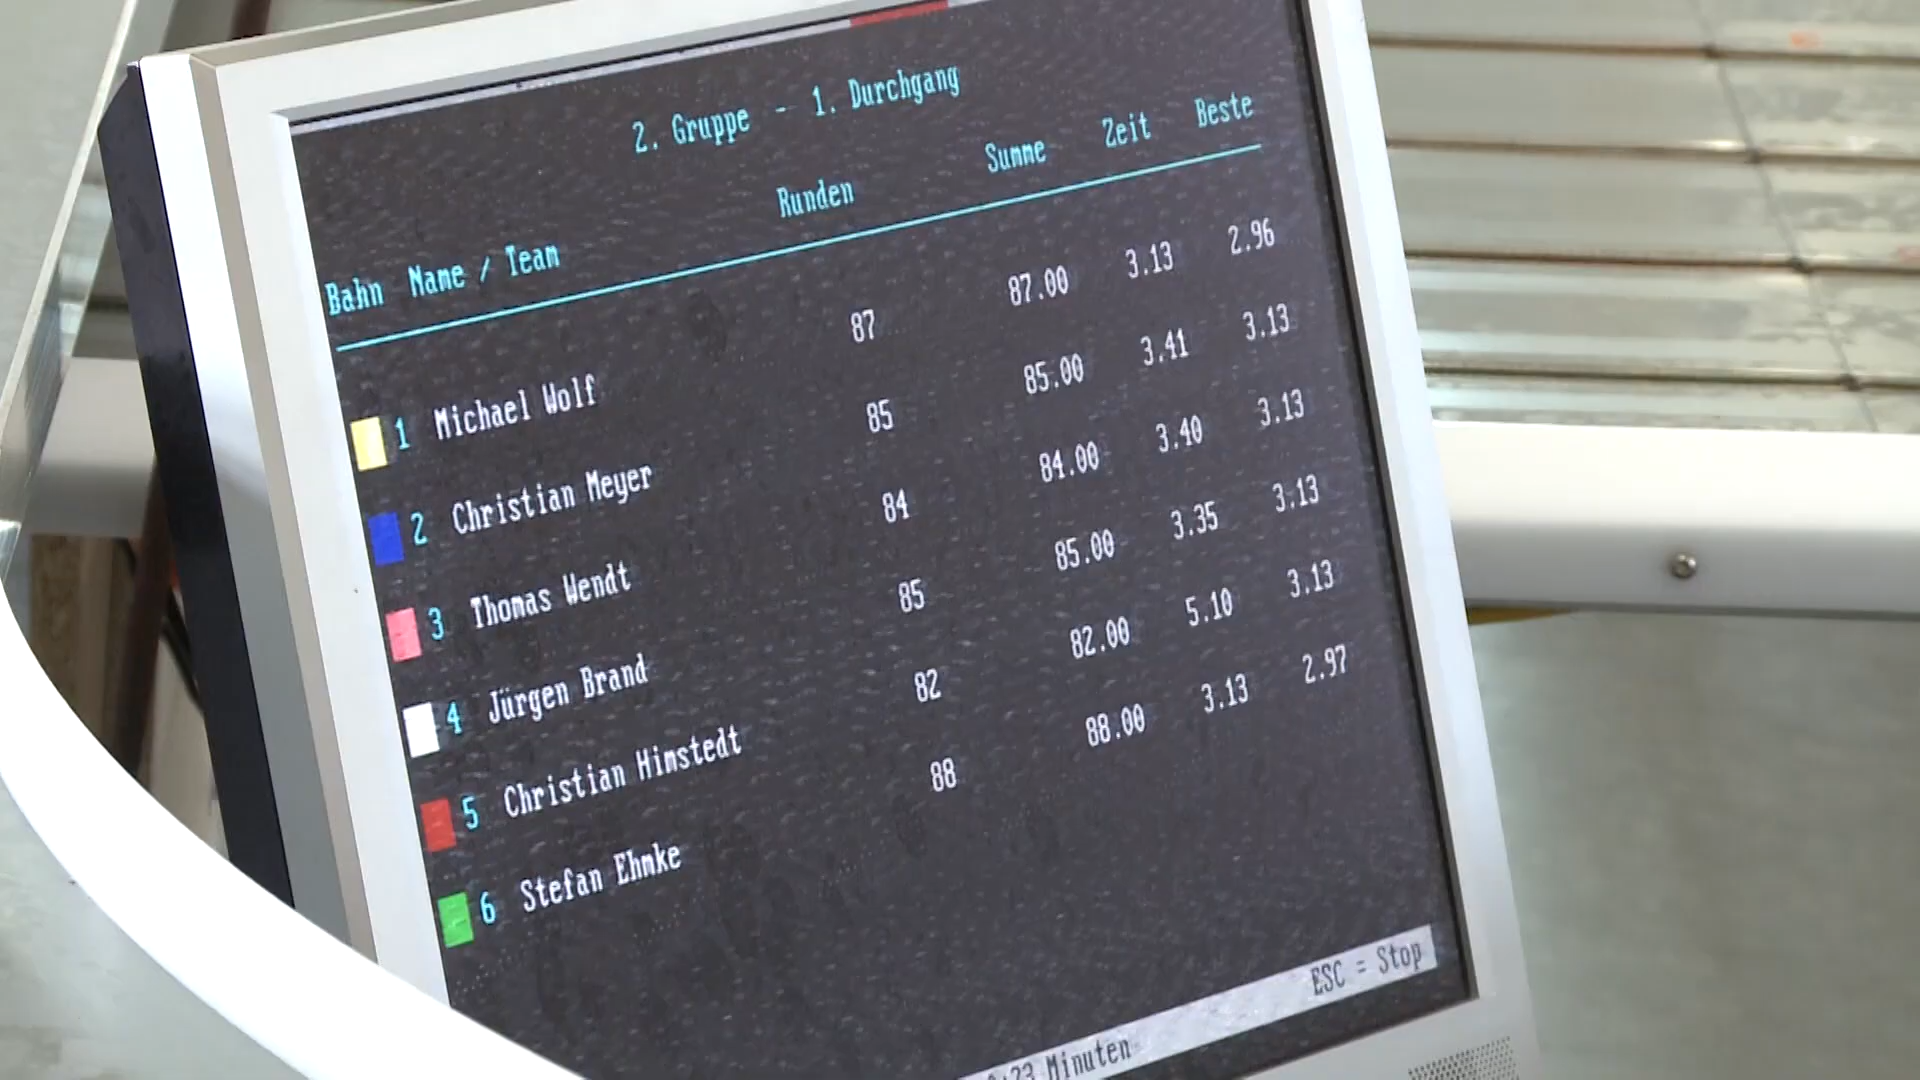 2. Gruppe - 1. Durchgang
Bahn Name / Team Runden Summe Zeit Beste
1 Michael Wolf 87 87.00 3.13 2.96
2 Christian Meyer 85 85.00 3.41 3.13
3 Thomas Wendt 84 84.00 3.40 3.13
4 Jürgen Brand 85 85.00 3.35 3.13
5 Christian Himstedt 82 82.00 5.10 3.13
6 Stefan Ehmke 88 88.00 3.13 2.97
ESC = Stop
Minuten